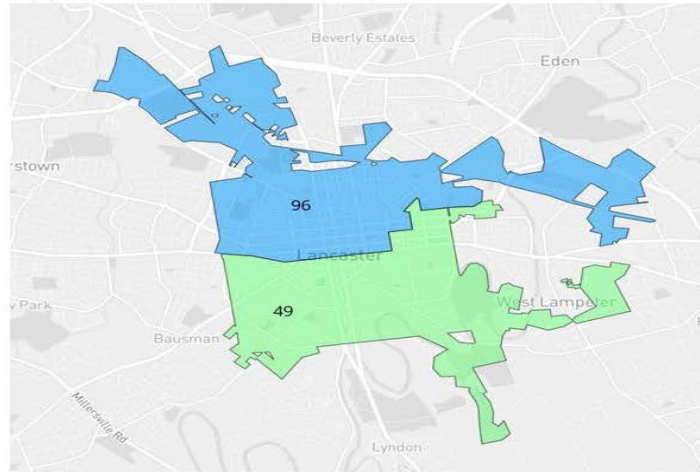 Beverly Estates
Eden
rstown
96
Lancaster
West Lampeter
49
w Park
Bausman
Millersville Rd
Lyndon